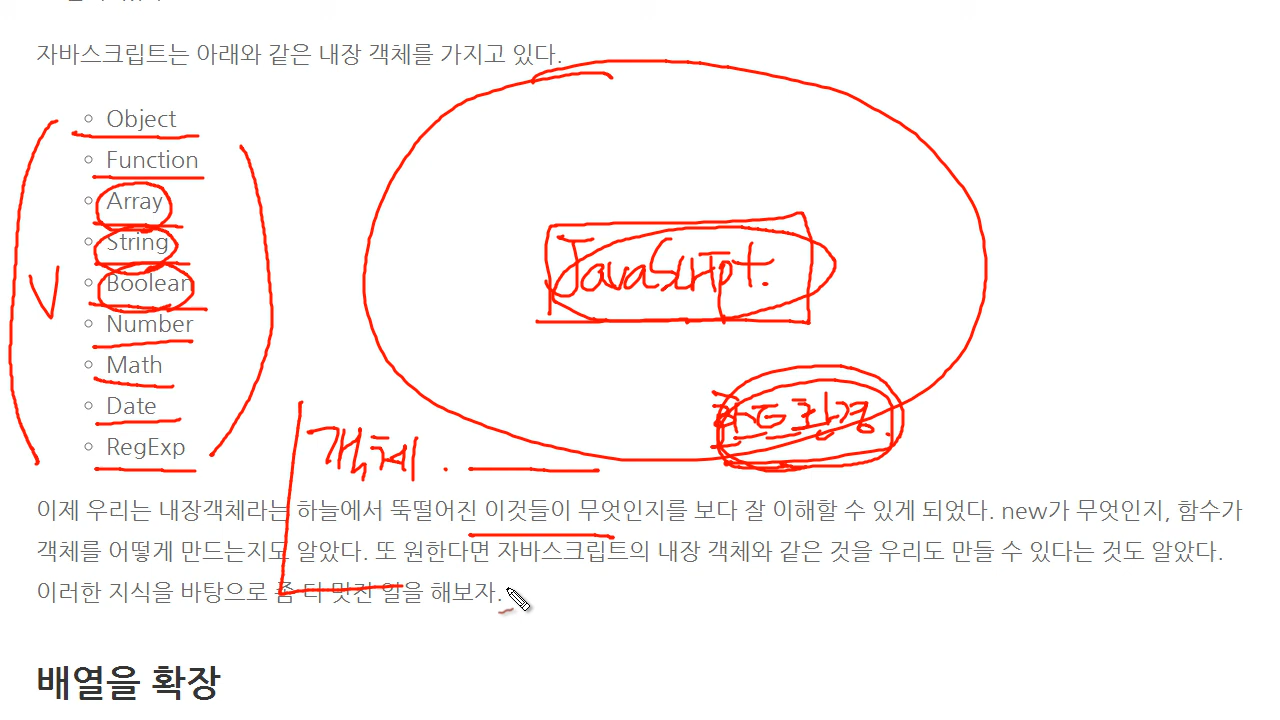 자바스크립트는 아래와 같은 내장 객체를 가지고 있다.
Object
Function
Array
String
Boolean
Number
Math
Date
RegExp
JavaScript.
환경
객체.
이제 우리는 내장객체라는 하늘에서 뚝떨어진 이것들이 무엇인지를 보다 잘 이해할 수 있게 되었다. new가 무엇인지, 함수가
객체를 어떻게 만드는지도 알았다. 또 원한다면 자바스크립트의 내장 객체와 같은 것을 우리도 만들 수 있다는 것도 알았다.
이러한 지식을 바탕으로 좀 더 멋진 일을 해보자.
배열을 확장